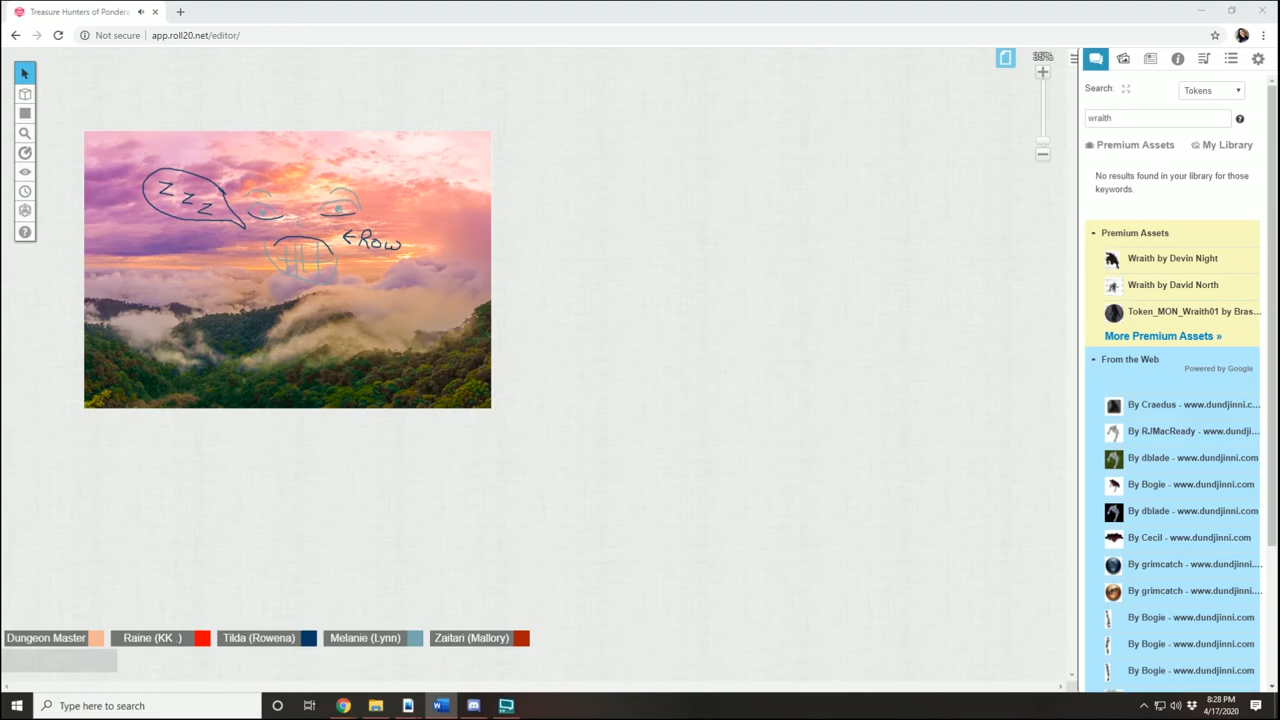 Treasure Hunters of Pondera
Not secure
app.roll20.net/editor/
35%
Search:
Tokens
wraith
Premium Assets
My Library
No results found in your library for those
keywords.
Z Z Z
←Row
Premium Assets
Wraith by Devin Night
Wraith by David North
Token_MON_Wraith01 by Bras...
More Premium Assets »
From the Web
Powered by Google
By Craedus - www.dundjinni.c...
By RJMacReady - www.dundji...
By dblade - www.dundjinni.com
By Bogie - www.dundjinni.com
By dblade - www.dundjinni.com
By Cecil - www.dundjinni.com
By grimcatch - www.dundjinni....
By grimcatch - www.dundjinni....
By Bogie - www.dundjinni.com
By Bogie - www.dundjinni.com
By Bogie - www.dundjinni.com
Dungeon Master
Raine (KK .)
Tilda (Rowena)
Melanie (Lynn)
Zaitari (Mallory)
Type here to search
8:28 PM
4/17/2020